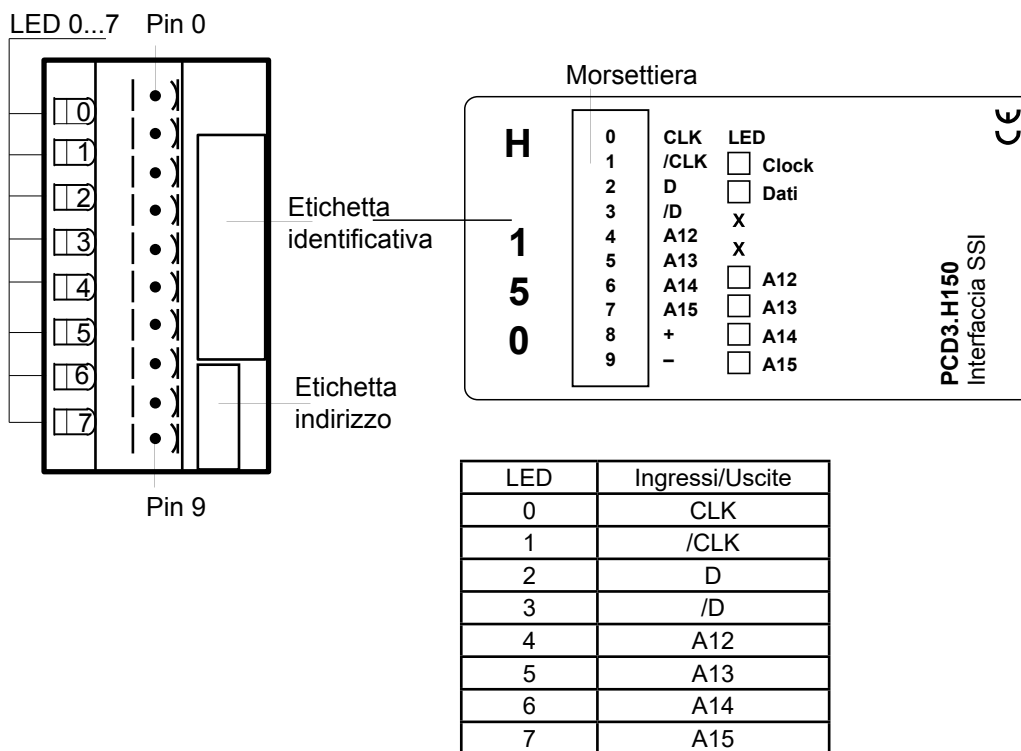 LED 0...7 Pin 0
0
1
2
3
4
5
6
7
Pin 9
Etichetta
identificativa
Etichetta
indirizzo
Morsettiera
H
1
5
0
0 CLK LED
1 /CLK Clock
2 D Dati
3 /D X
4 A12 X
5 A13 A12
6 A14 A13
7 A15 A14
8 + A15
9 –
PCD3.H150
Interfaccia SSI
CE
LED Ingressi/Uscite
0 CLK
1 /CLK
2 D
3 /D
4 A12
5 A13
6 A14
7 A15